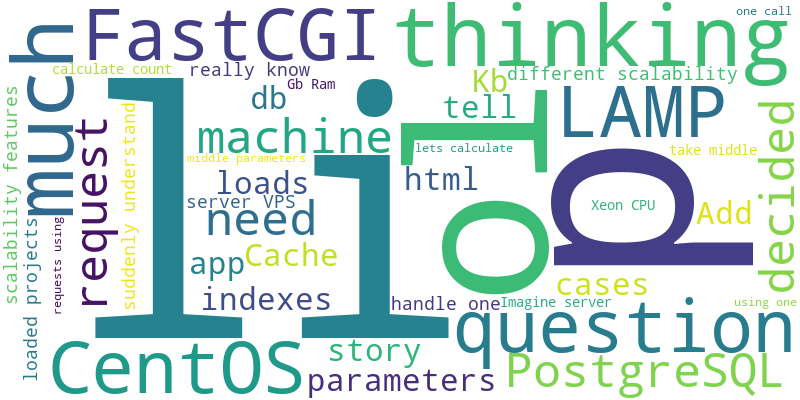 FastCGI
thinking
one call
much
calculate count
really know
Gb Ram
db
Kb
different scalability
tell
LAMP
li
I
o
p
machine
lets calculate
take middle
middle parameters
loads
html
server VPS
need
Xeon CPU
Add
decided
request
suddenly understand
scalability features
loaded projects
requests using
app
Cache
cases
indexes
handle one
Imagine server
using one
question
CentOS
story
parameters
PostgreSQL